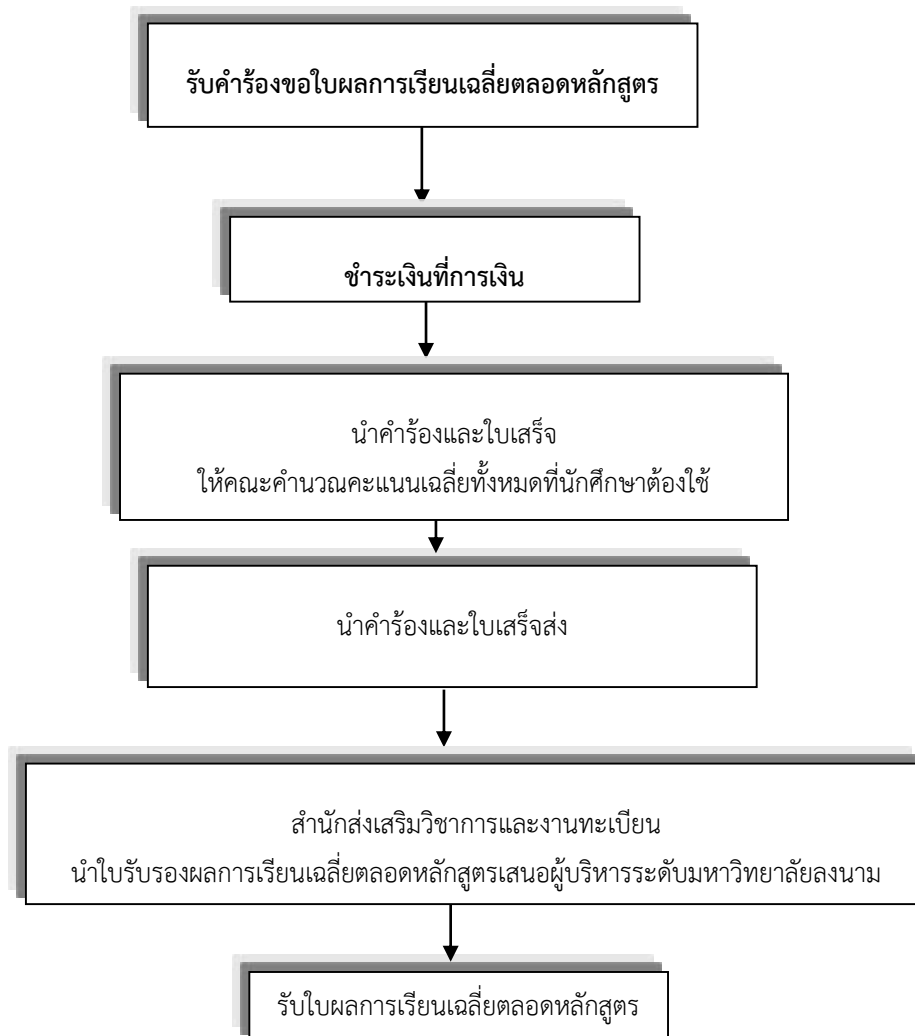 รับคำร้องขอใบผลการเรียนเฉลี่ยตลอดหลักสูตร
ชำระเงินที่การเงิน
นำคำร้องและใบเสร็จ
ให้คณะคำนวณคะแนนเฉลี่ยทั้งหมดที่นักศึกษาต้องใช้
นำคำร้องและใบเสร็จส่ง
สำนักส่งเสริมวิชาการและงานทะเบียน
นำใบรับรองผลการเรียนเฉลี่ยตลอดหลักสูตรเสนอผู้บริหารระดับมหาวิทยาลัยลงนาม
รับใบผลการเรียนเฉลี่ยตลอดหลักสูตร